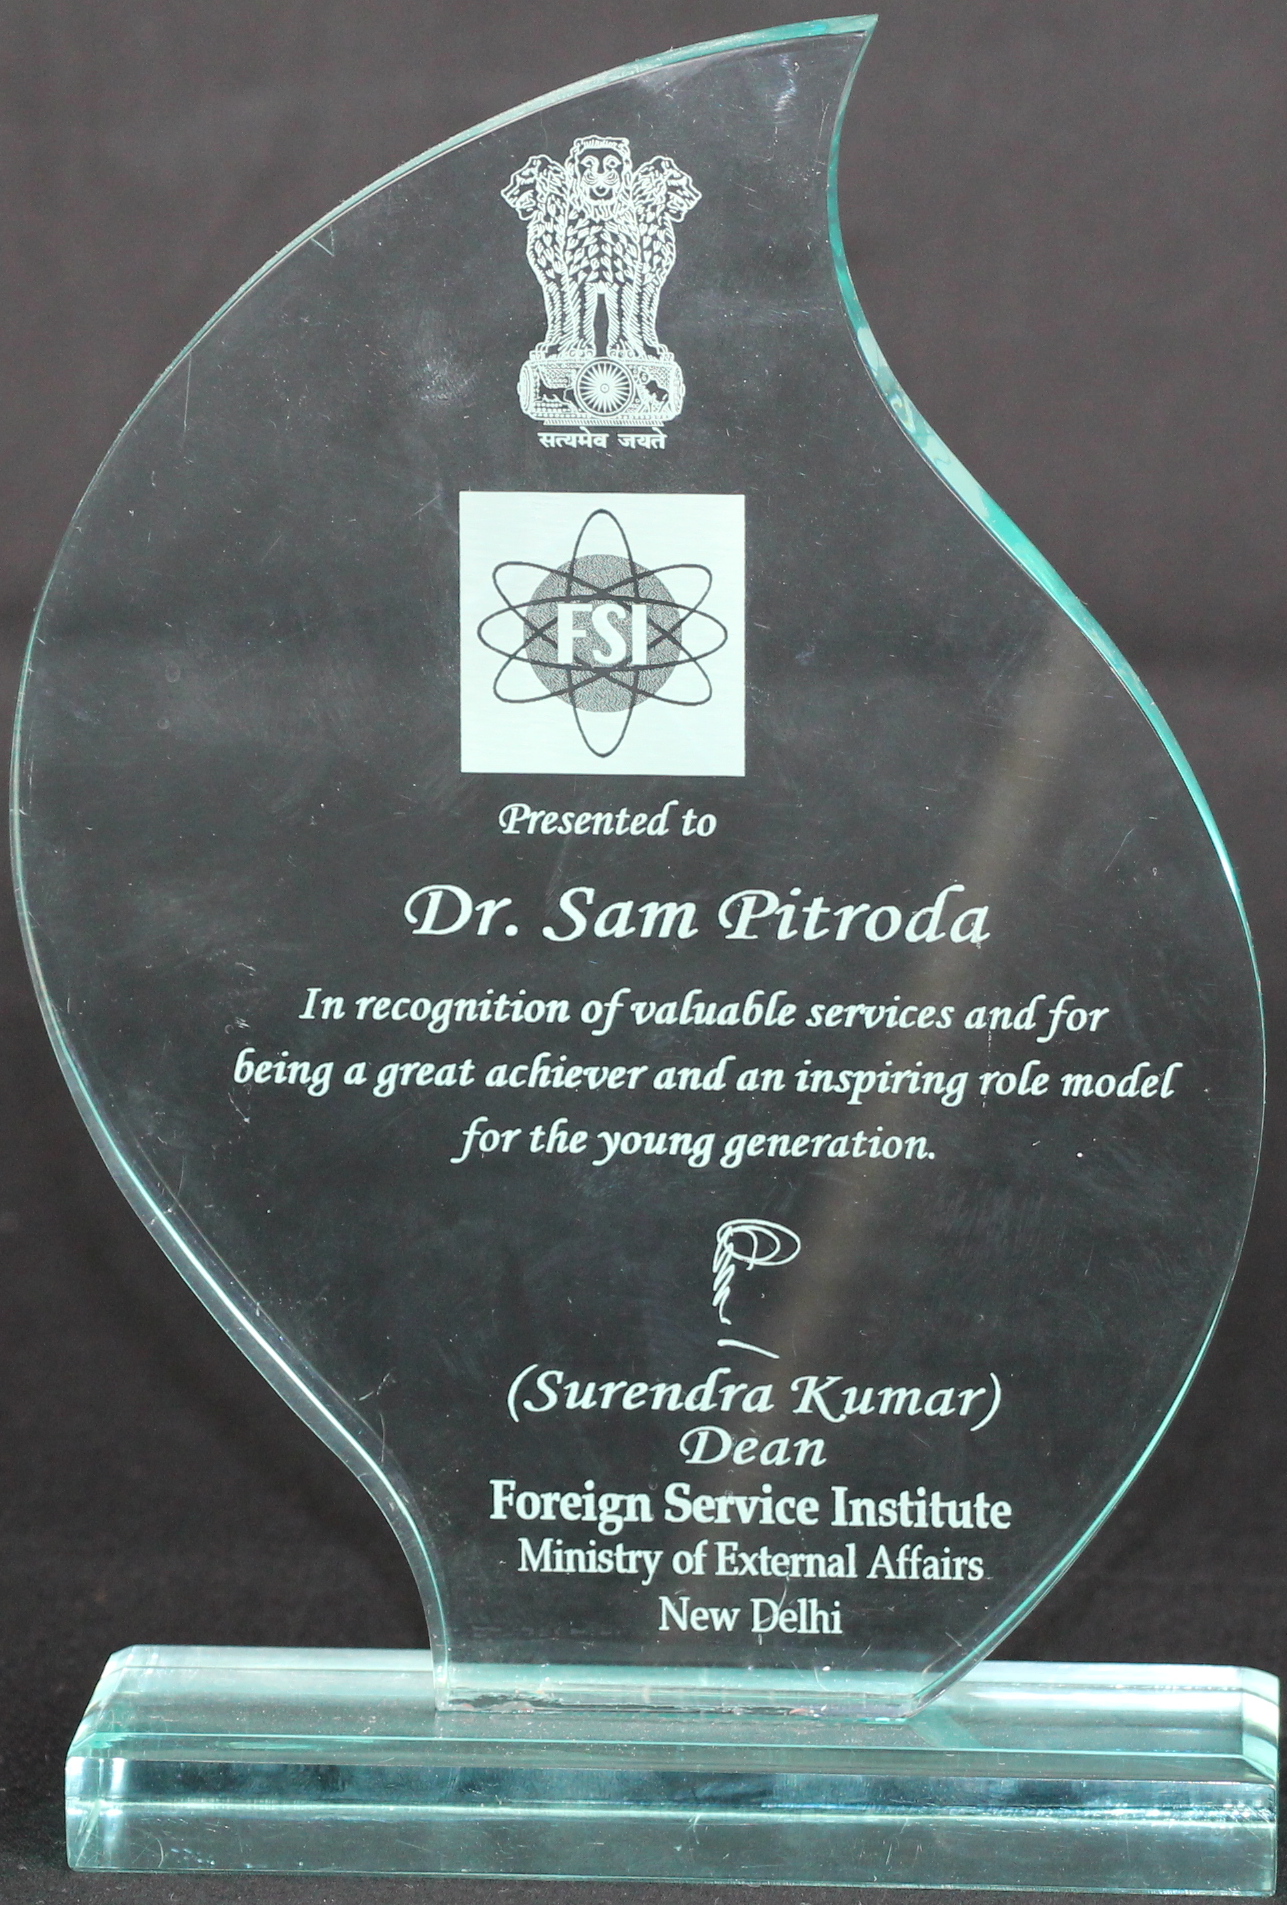 सत्यमेव जयते
FSI
Presented to
Dr. Sam Pitroda
In recognition of valuable services and for
being a great achiever and an inspiring role model
for the young generation.
(Surendra Kumar)
Dean
Foreign Service Institute
Ministry of External Affairs
New Delhi